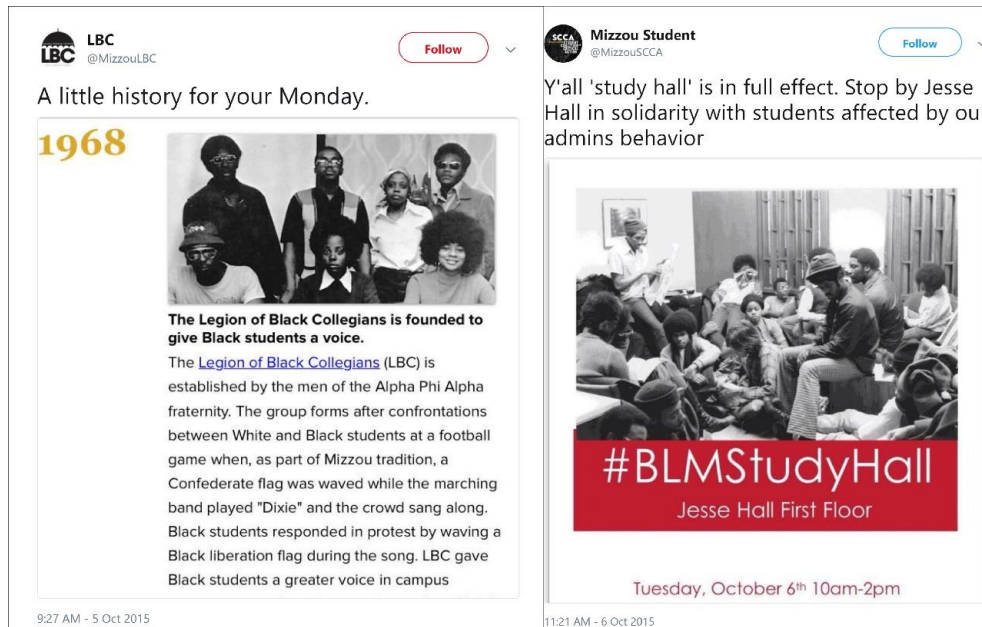 LBC
LBC
@MizzouLBC
Follow
A little history for your Monday.
1968
The Legion of Black Collegians is founded to
give Black students a voice.
The Legion of Black Collegians (LBC) is
established by the men of the Alpha Phi Alpha
fraternity. The group forms after confrontations
between White and Black students at a football
game when, as part of Mizzou tradition, a
Confederate flag was waved while the marching
band played "Dixie" and the crowd sang along.
Black students responded in protest by waving a
Black liberation flag during the song. LBC gave
Black students a greater voice in campus
9:27 AM - 5 Oct 2015
SCCA
Mizzou Student
@MizzouSCCA
Follow
Y'all 'study hall' is in full effect. Stop by Jesse
Hall in solidarity with students affected by ou
admins behavior
#BLMStudyHall
Jesse Hall First Floor
Tuesday, October 6th 10am-2pm
11:21 AM - 6 Oct 2015